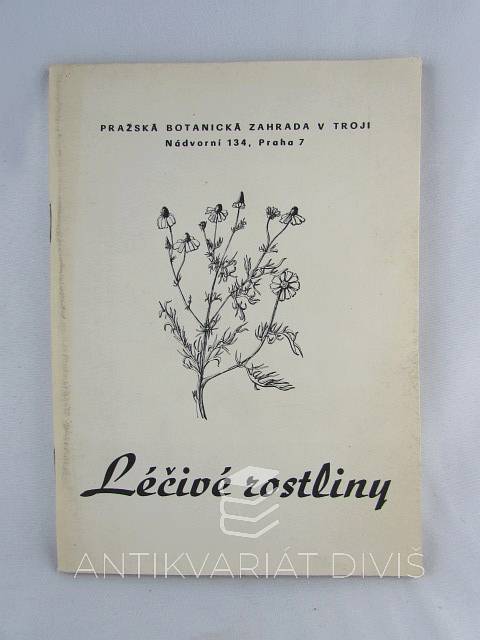 PRAŽSKÁ BOTANICKÁ ZAHRADA V TROJI
Nádvorní 134, Praha 7
Léčivé rostliny
ANTIKVARIÁT DIVIŠ